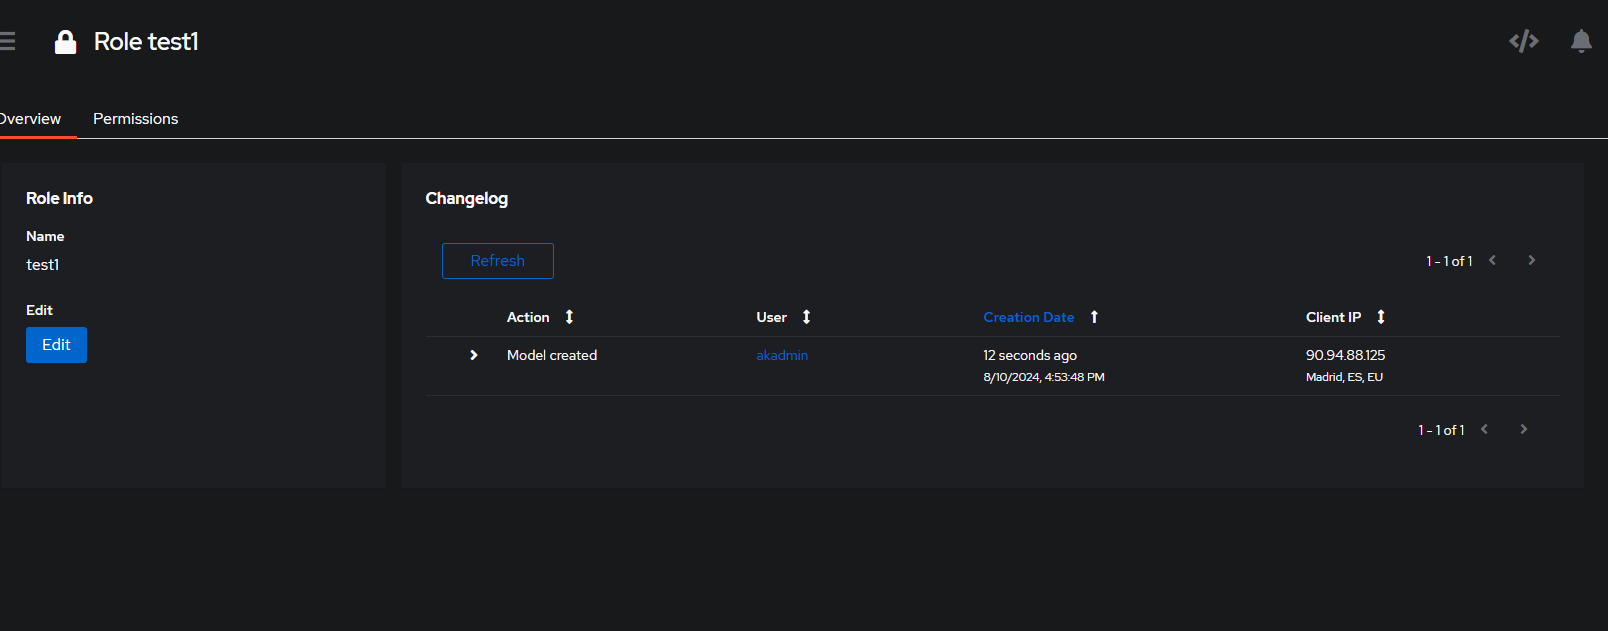 Role test1
Overview Permissions
Role Info
Name
test1
Edit
Edit
Changelog
Refresh
1 - 1 of 1
Action User Creation Date Client IP
Model created akadmin 12 seconds ago 90.94.88.125
8/10/2024, 4:53:48 PM Madrid, ES, EU
1 - 1 of 1